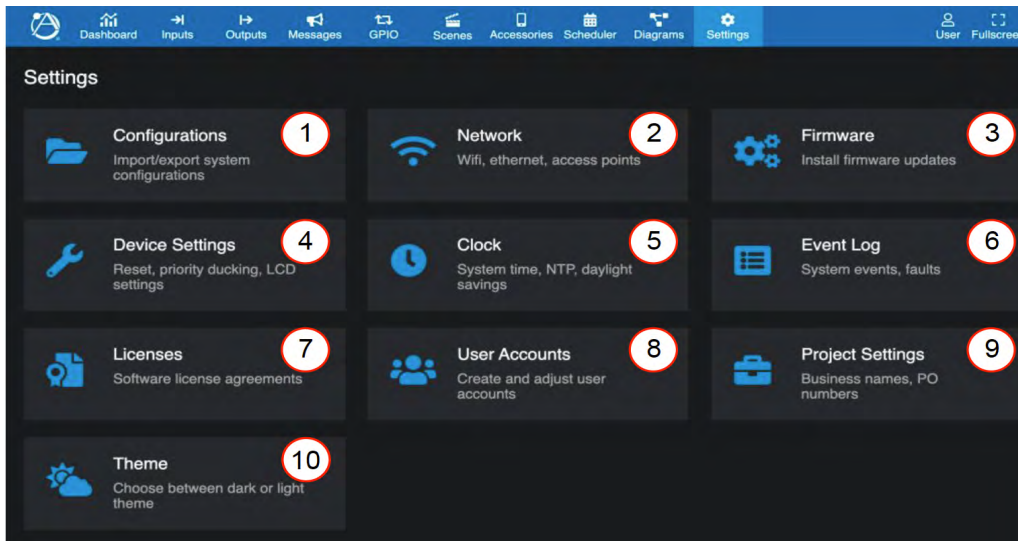 Dashboard Inputs Outputs Messages GPIO Scenes Accessories Scheduler Diagrams Settings User Fullscree
Settings
Configurations 1 Network 2 Firmware 3
Import/export system Wifi, ethernet, access points Install firmware updates
configurations
Device Settings 4 Clock 5 Event Log 6
Reset, priority ducking, LCD System time, NTP, daylight System events, faults
settings savings
Licenses 7 User Accounts 8 Project Settings 9
Software license agreements Create and adjust user Business names, PO
accounts numbers
Theme 10
Choose between dark or light
theme